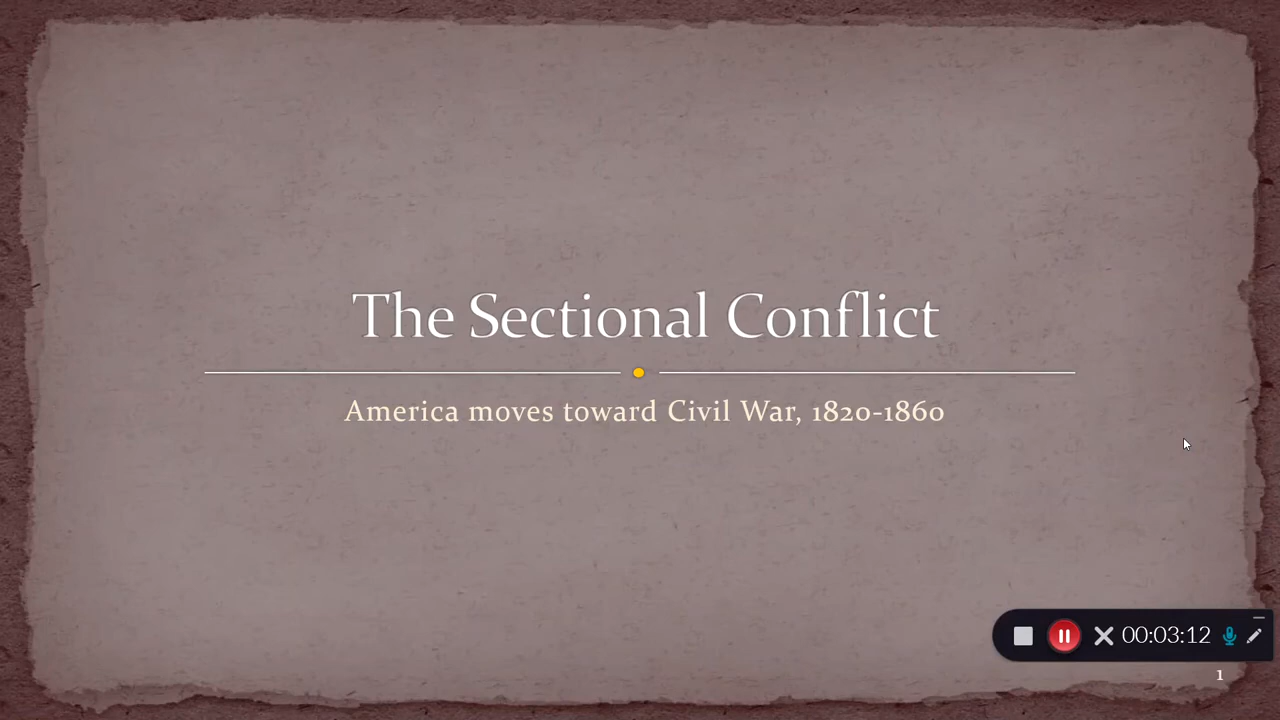 The Sectional Conflict
America moves toward Civil War, 1820-1860
00:03:12
1